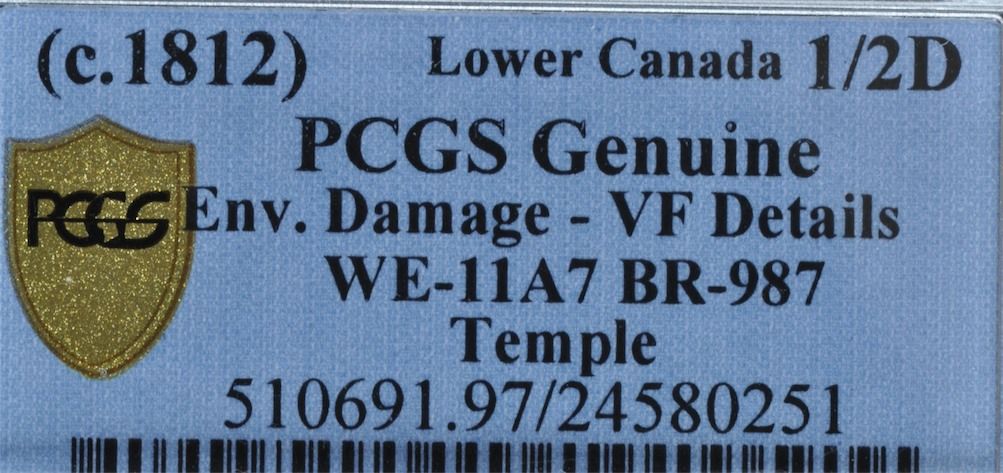 (c.1812) Lower Canada 1/2D
PCGS Genuine
PCGS Env. Damage - VF Details
WE-11A7 BR-987
Temple
510691.97/24580251